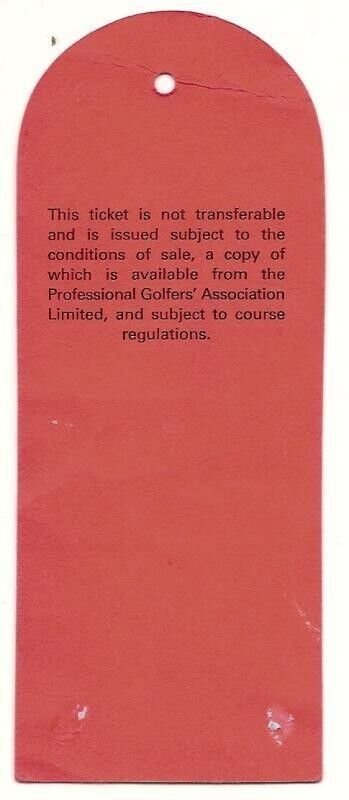 This ticket is not transferable
and is issued subject to the
conditions of sale, a copy of
which is available from the
Professional Golfers' Association
Limited, and subject to course
regulations.